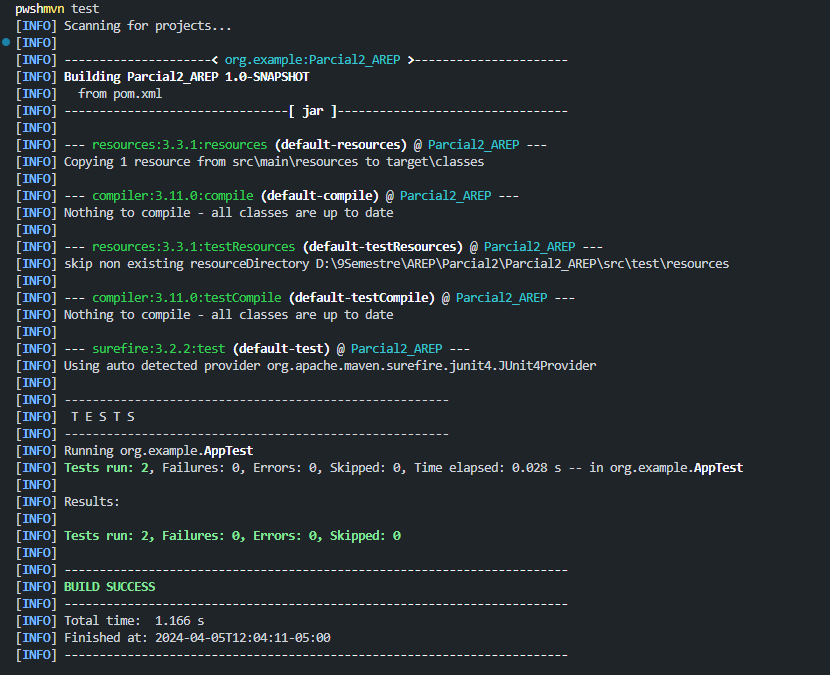 pwshmvn test
[INFO] Scanning for projects...
[INFO]
[INFO] ---------------------< org.example:Parcial2_AREP >----------------------
[INFO] Building Parcial2_AREP 1.0-SNAPSHOT
[INFO]   from pom.xml
[INFO] --------------------------------[ jar ]---------------------------------
[INFO]
[INFO] --- resources:3.3.1:resources (default-resources) @ Parcial2_AREP ---
[INFO] Copying 1 resource from src\main\resources to target\classes
[INFO]
[INFO] --- compiler:3.11.0:compile (default-compile) @ Parcial2_AREP ---
[INFO] Nothing to compile - all classes are up to date
[INFO]
[INFO] --- resources:3.3.1:testResources (default-testResources) @ Parcial2_AREP ---
[INFO] skip non existing resourceDirectory D:\9Semestre\AREP\Parcial2\Parcial2_AREP\src\test\resources
[INFO]
[INFO] --- compiler:3.11.0:testCompile (default-testCompile) @ Parcial2_AREP ---
[INFO] Nothing to compile - all classes are up to date
[INFO]
[INFO] --- surefire:3.2.2:test (default-test) @ Parcial2_AREP ---
[INFO] Using auto detected provider org.apache.maven.surefire.junit4.JUnit4Provider
[INFO]
[INFO] -------------------------------------------------------
[INFO]  T E S T S
[INFO] -------------------------------------------------------
[INFO] Running org.example.AppTest
[INFO] Tests run: 2, Failures: 0, Errors: 0, Skipped: 0, Time elapsed: 0.028 s -- in org.example.AppTest
[INFO]
[INFO] Results:
[INFO]
[INFO] Tests run: 2, Failures: 0, Errors: 0, Skipped: 0
[INFO]
[INFO] ------------------------------------------------------------------------
[INFO] BUILD SUCCESS
[INFO] ------------------------------------------------------------------------
[INFO] Total time:  1.166 s
[INFO] Finished at: 2024-04-05T12:04:11-05:00
[INFO] ------------------------------------------------------------------------